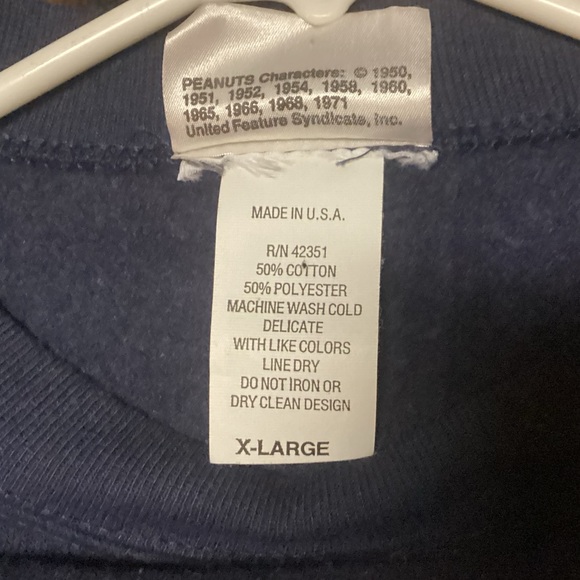 PEANUTS Characters: © 1950,
1951, 1952, 1954, 1958, 1960,
1965, 1966, 1968, 1971
United Feature Syndicate, Inc.
MADE IN U.S.A.
R/N 42351
50% COTTON
50% POLYESTER
MACHINE WASH COLD
DELICATE
WITH LIKE COLORS
LINE DRY
DO NOT IRON OR
DRY CLEAN DESIGN
X-LARGE